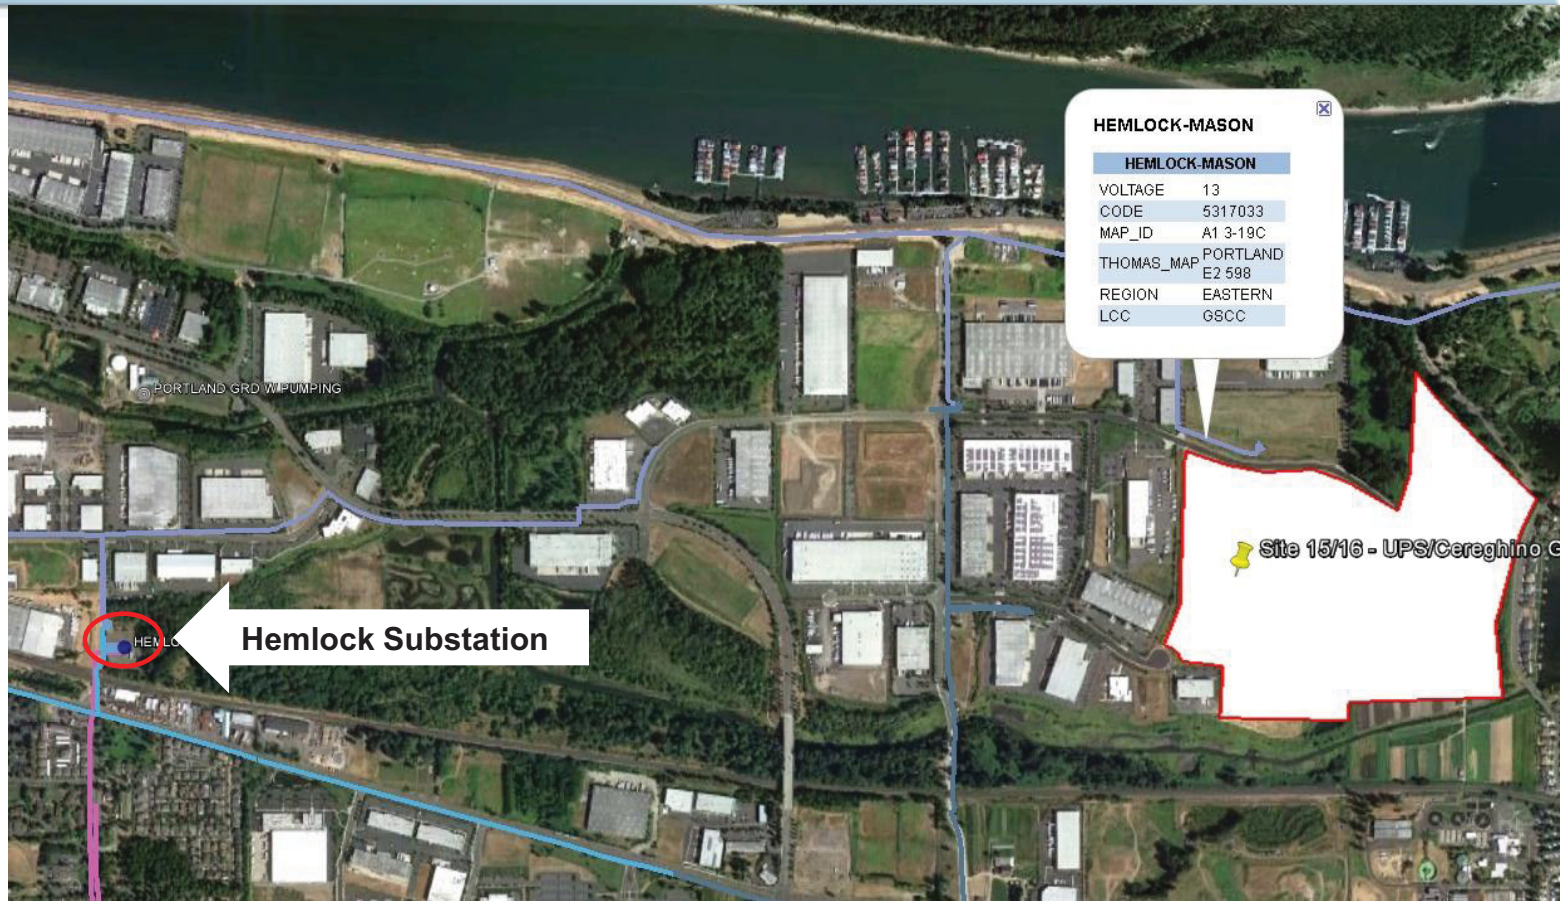 HEMLOCK-MASON
HEMLOCK-MASON
VOLTAGE 13
CODE 5317033
MAP_ID A1 3-19C
THOMAS_MAP PORTLAND
E2 598
REGION EASTERN
LCC GSCC
PORTLAND GRD W PUMPING
Site 15/16 - UPS/Cereghino G
HEMLO
Hemlock Substation